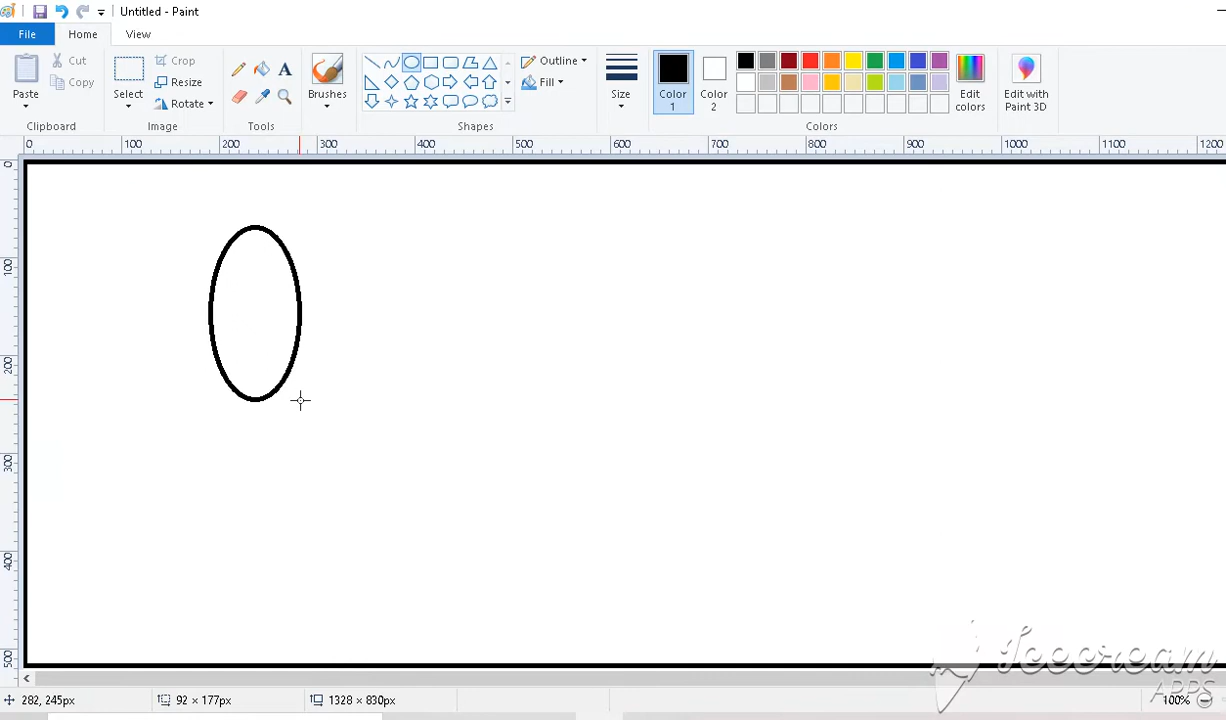 Untitled - Paint
File Home View
Cut
Copy
Paste
Clipboard
Select
Crop
Resize
Rotate
Image
A
Tools
Brushes
Outline
Fill
Shapes
Size
Color 1
Color 2
Edit colors
Colors
Edit with Paint 3D
0 100 200 300 400 500 600 700 800 900 1000 1100 1200
0
100
200
300
400
500
282, 245px 92 × 177px 1328 × 830px 100%
Icecream
APPS